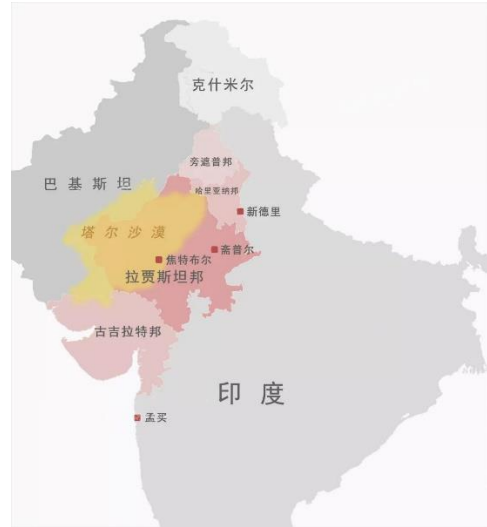 克什米尔
旁遮普邦
巴基斯坦
哈里亚纳邦
新德里
塔尔沙漠
斋普尔
焦特布尔
拉贾斯坦邦
古吉拉特邦
印度
孟买